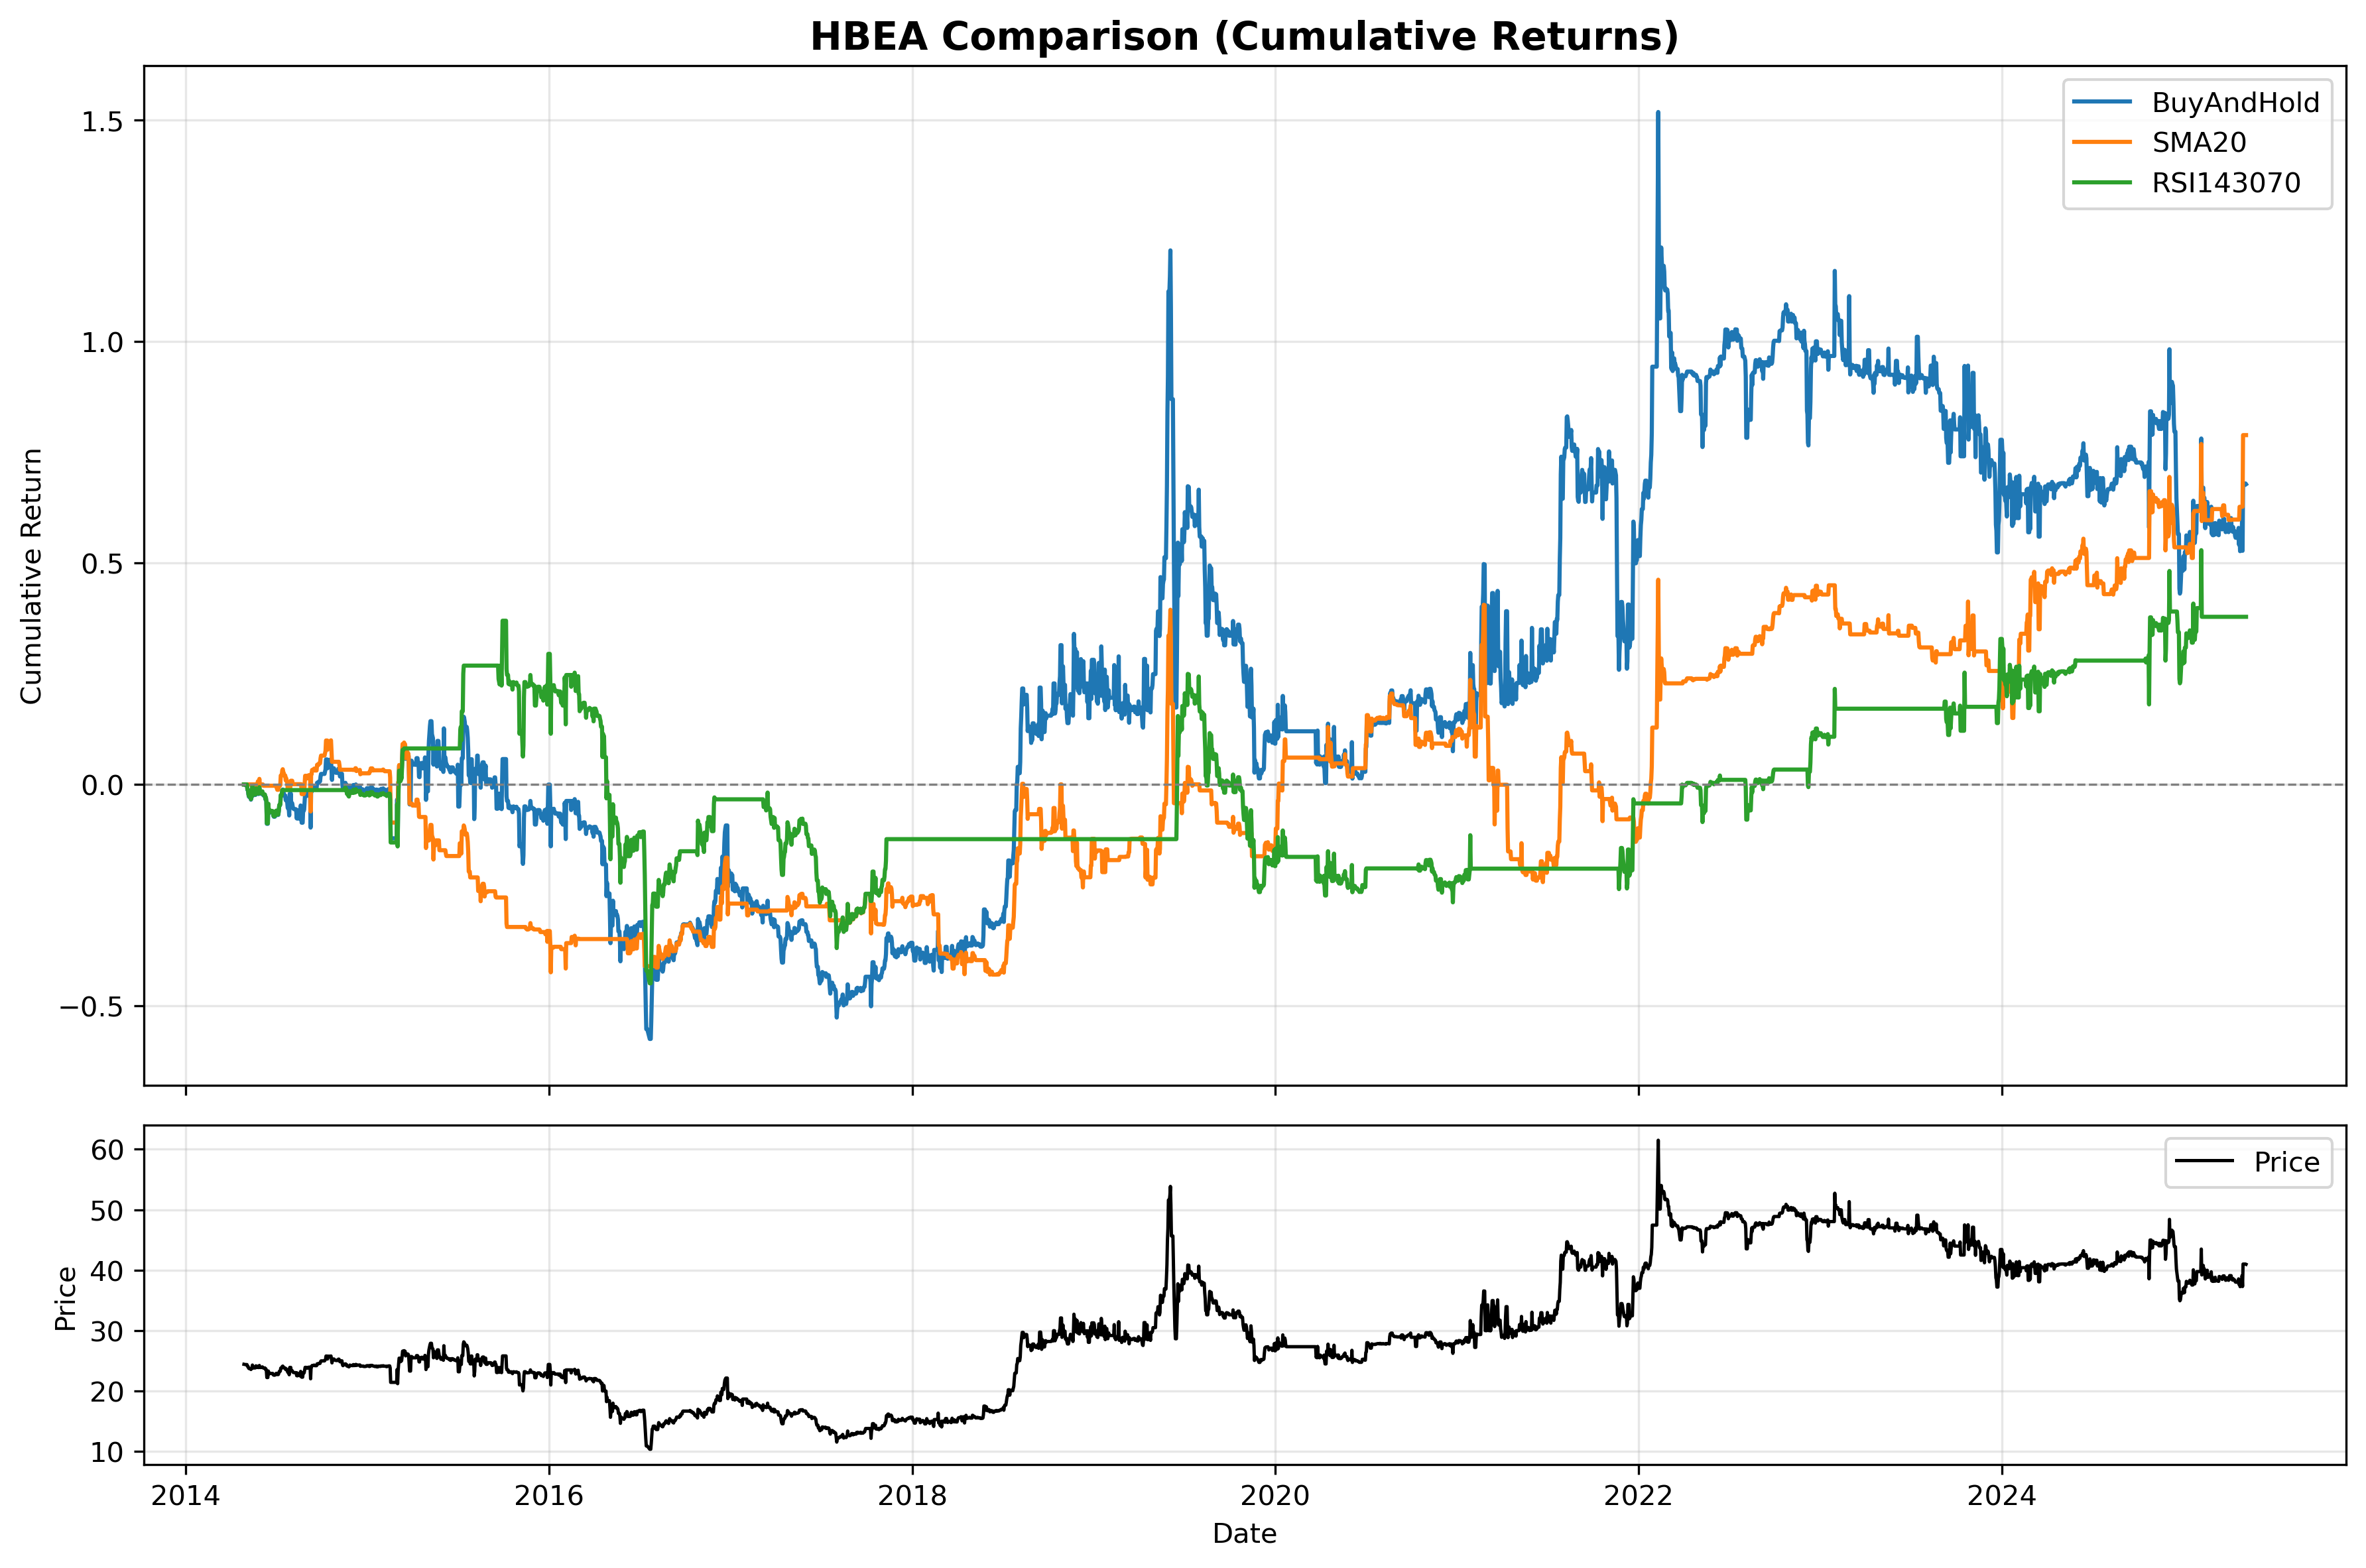 HBEA Comparison (Cumulative Returns)
BuyAndHold
SMA20
RSI143070
Cumulative Return
1.5
1.0
0.5
0.0
−0.5
Price
Price
60
50
40
30
20
10
2014
2016
2018
2020
2022
2024
Date